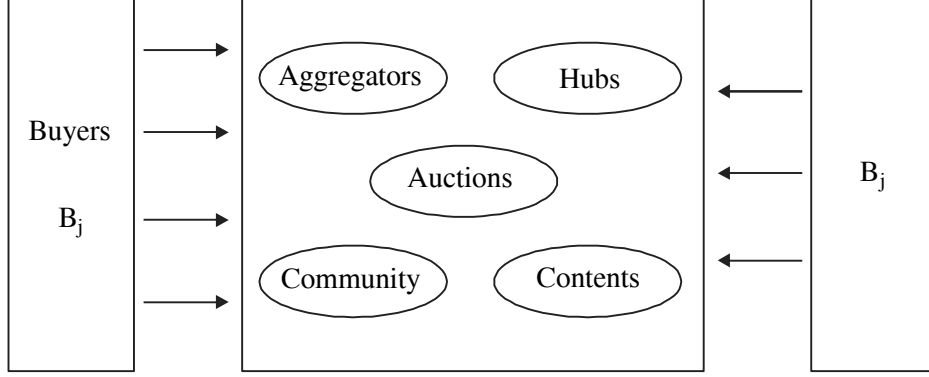 Buyers
B_j
Aggregators
Hubs
Auctions
Community
Contents
B_j